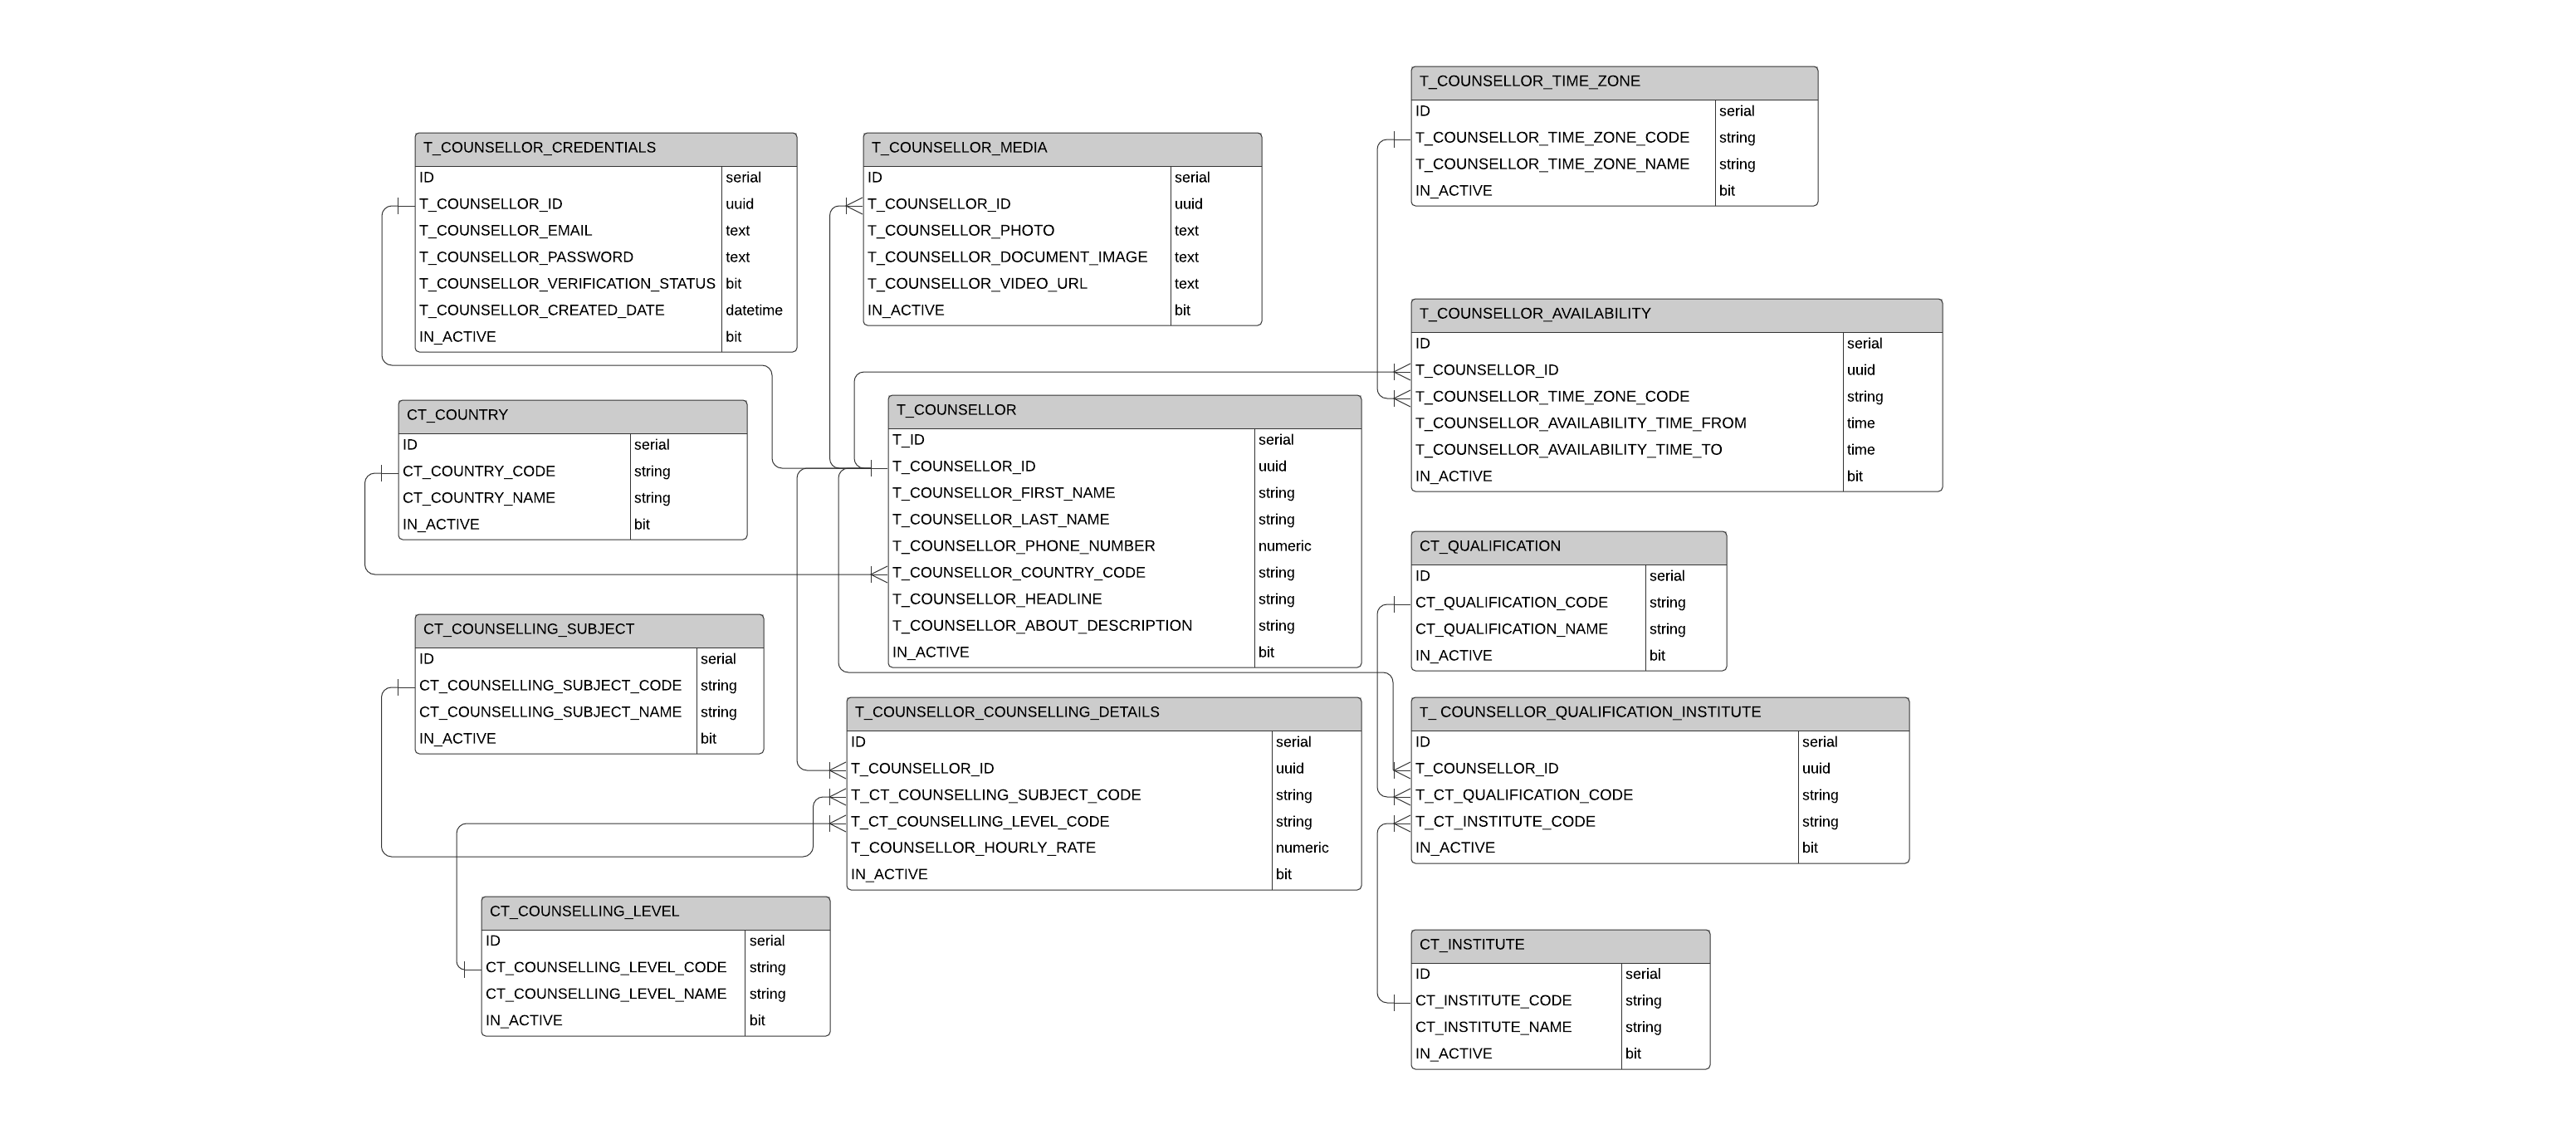 T_COUNSELLOR_TIME_ZONE
ID serial
T_COUNSELLOR_TIME_ZONE_CODE string
T_COUNSELLOR_TIME_ZONE_NAME string
IN_ACTIVE bit
T_COUNSELLOR_CREDENTIALS
ID serial
T_COUNSELLOR_ID uuid
T_COUNSELLOR_EMAIL text
T_COUNSELLOR_PASSWORD text
T_COUNSELLOR_VERIFICATION_STATUS bit
T_COUNSELLOR_CREATED_DATE datetime
IN_ACTIVE bit
T_COUNSELLOR_MEDIA
ID serial
T_COUNSELLOR_ID uuid
T_COUNSELLOR_PHOTO text
T_COUNSELLOR_DOCUMENT_IMAGE text
T_COUNSELLOR_VIDEO_URL text
IN_ACTIVE bit
T_COUNSELLOR_AVAILABILITY
ID serial
T_COUNSELLOR_ID uuid
T_COUNSELLOR_TIME_ZONE_CODE string
T_COUNSELLOR_AVAILABILITY_TIME_FROM time
T_COUNSELLOR_AVAILABILITY_TIME_TO time
IN_ACTIVE bit
CT_COUNTRY
ID serial
CT_COUNTRY_CODE string
CT_COUNTRY_NAME string
IN_ACTIVE bit
T_COUNSELLOR
T_ID serial
T_COUNSELLOR_ID uuid
T_COUNSELLOR_FIRST_NAME string
T_COUNSELLOR_LAST_NAME string
T_COUNSELLOR_PHONE_NUMBER numeric
T_COUNSELLOR_COUNTRY_CODE string
T_COUNSELLOR_HEADLINE string
T_COUNSELLOR_ABOUT_DESCRIPTION string
IN_ACTIVE bit
CT_QUALIFICATION
ID serial
CT_QUALIFICATION_CODE string
CT_QUALIFICATION_NAME string
IN_ACTIVE bit
CT_COUNSELLING_SUBJECT
ID serial
CT_COUNSELLING_SUBJECT_CODE string
CT_COUNSELLING_SUBJECT_NAME string
IN_ACTIVE bit
T_COUNSELLOR_COUNSELLING_DETAILS
ID serial
T_COUNSELLOR_ID uuid
T_CT_COUNSELLING_SUBJECT_CODE string
T_CT_COUNSELLING_LEVEL_CODE string
T_COUNSELLOR_HOURLY_RATE numeric
IN_ACTIVE bit
T_ COUNSELLOR_QUALIFICATION_INSTITUTE
ID serial
T_COUNSELLOR_ID uuid
T_CT_QUALIFICATION_CODE string
T_CT_INSTITUTE_CODE string
IN_ACTIVE bit
CT_COUNSELLING_LEVEL
ID serial
CT_COUNSELLING_LEVEL_CODE string
CT_COUNSELLING_LEVEL_NAME string
IN_ACTIVE bit
CT_INSTITUTE
ID serial
CT_INSTITUTE_CODE string
CT_INSTITUTE_NAME string
IN_ACTIVE bit